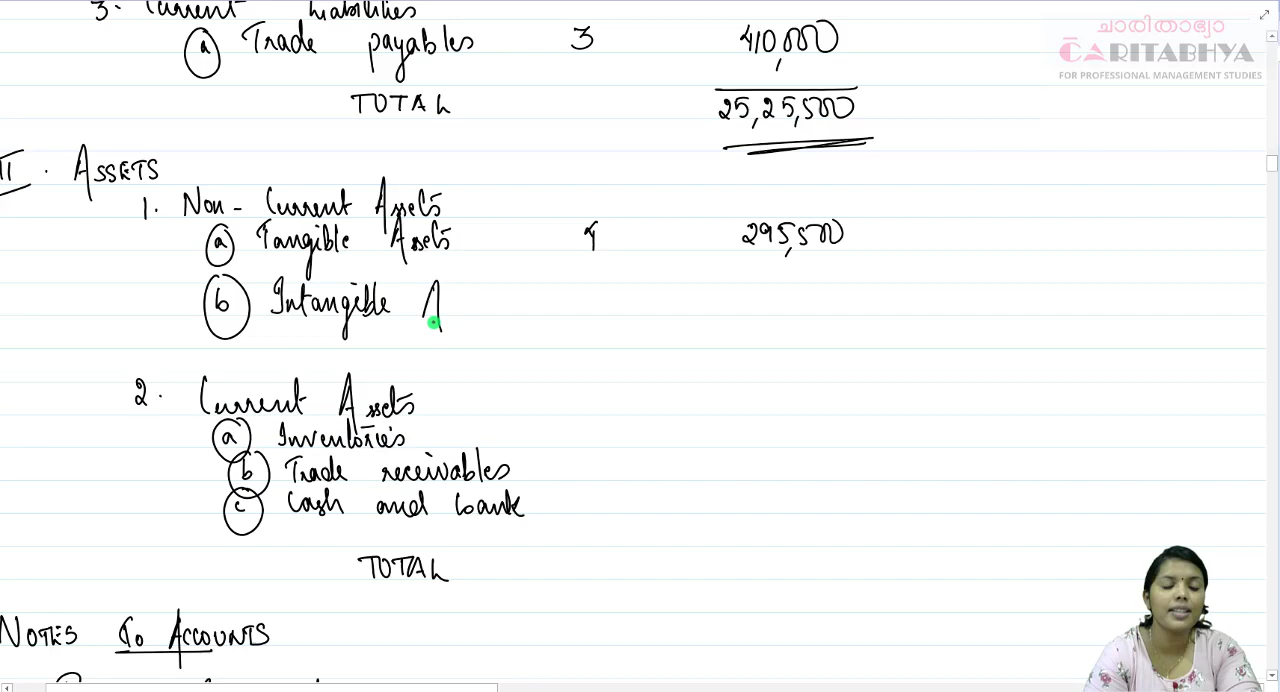 3. Current Liabilities
ചാരിതാഭ്യാ
CARITABHYA
FOR PROFESSIONAL MANAGEMENT STUDIES
a Trade payables 3 410,000
TOTAL 25,25,500
II. ASSETS
1. Non-Current Assets
a Tangible Assets 4 295,500
b Intangible A
2. Current Assets
a Inventories
b Trade receivables
c Cash and bank
TOTAL
NOTES TO ACCOUNTS